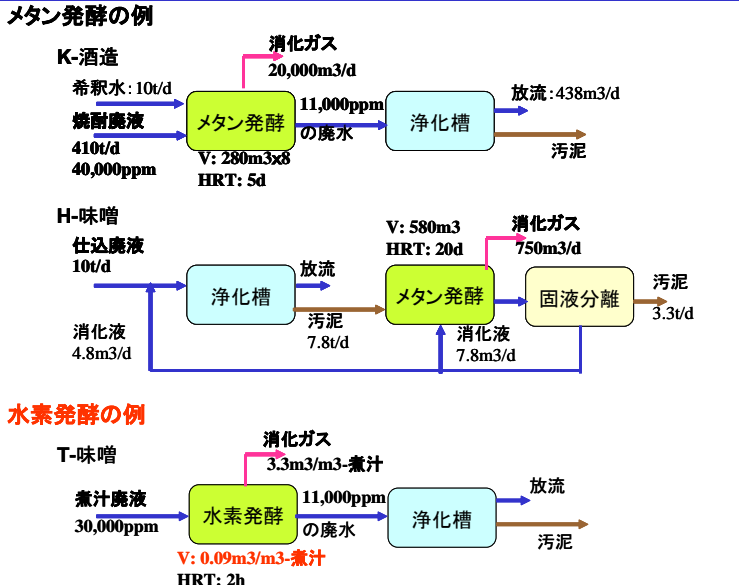 メタン発酵の例
K-酒造
消化ガス
20,000m3/d
希釈水：10t/d
焼酎廃液
410t/d
40,000ppm
メタン発酵
V: 280m3x8
HRT: 5d
11,000ppm
の廃水
浄化槽
放流：438m3/d
汚泥
H-味噌
仕込廃液
10t/d
消化液
4.8m3/d
浄化槽
放流
汚泥
7.8t/d
V: 580m3
HRT: 20d
メタン発酵
消化ガス
750m3/d
消化液
7.8m3/d
固液分離
汚泥
3.3t/d
水素発酵の例
T-味噌
消化ガス
3.3m3/m3-煮汁
煮汁廃液
30,000ppm
水素発酵
V: 0.09m3/m3-煮汁
HRT: 2h
11,000ppm
の廃水
浄化槽
放流
汚泥